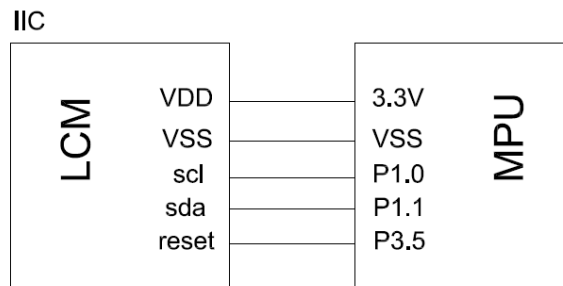 IIC
LCM
MPU
VDD 3.3V
VSS VSS
scl P1.0
sda P1.1
reset P3.5